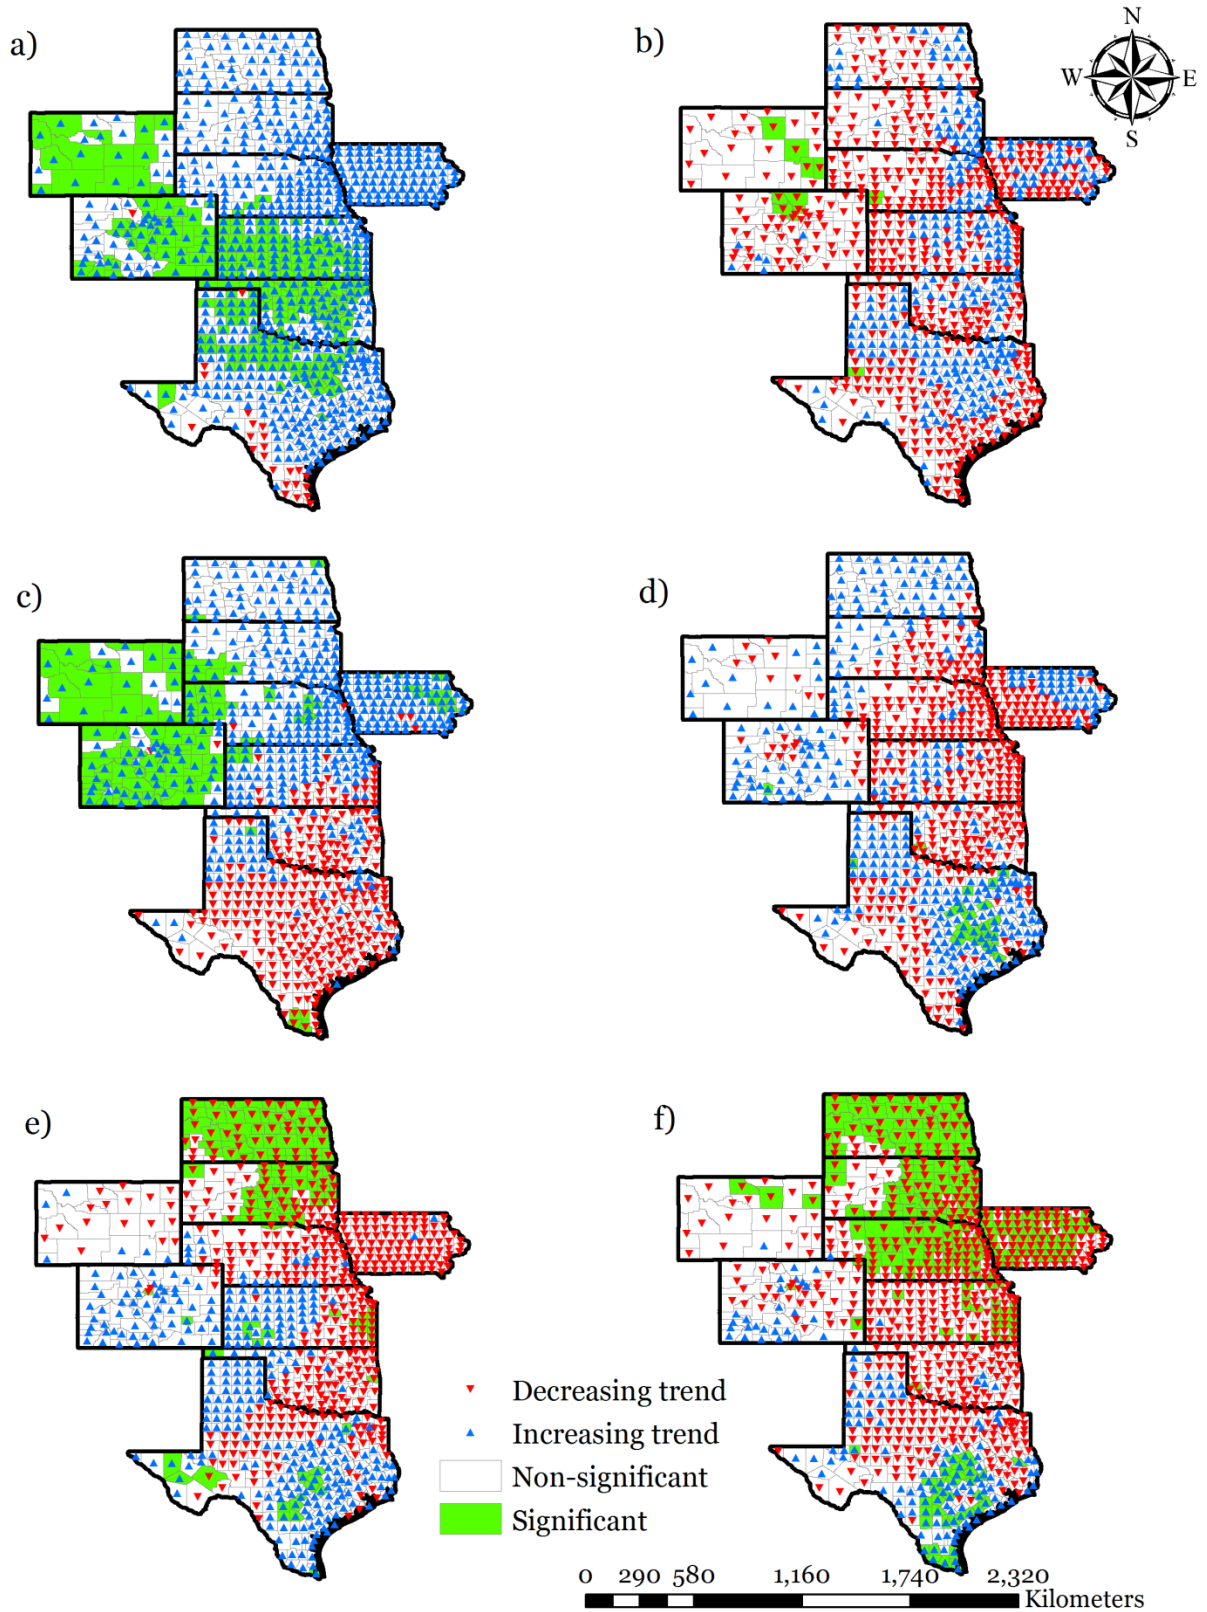 a)
b)
N
W
E
S
c)
d)
e)
f)
Decreasing trend
Increasing trend
Non-significant
Significant
0 290 580 1,160 1,740 2,320
Kilometers